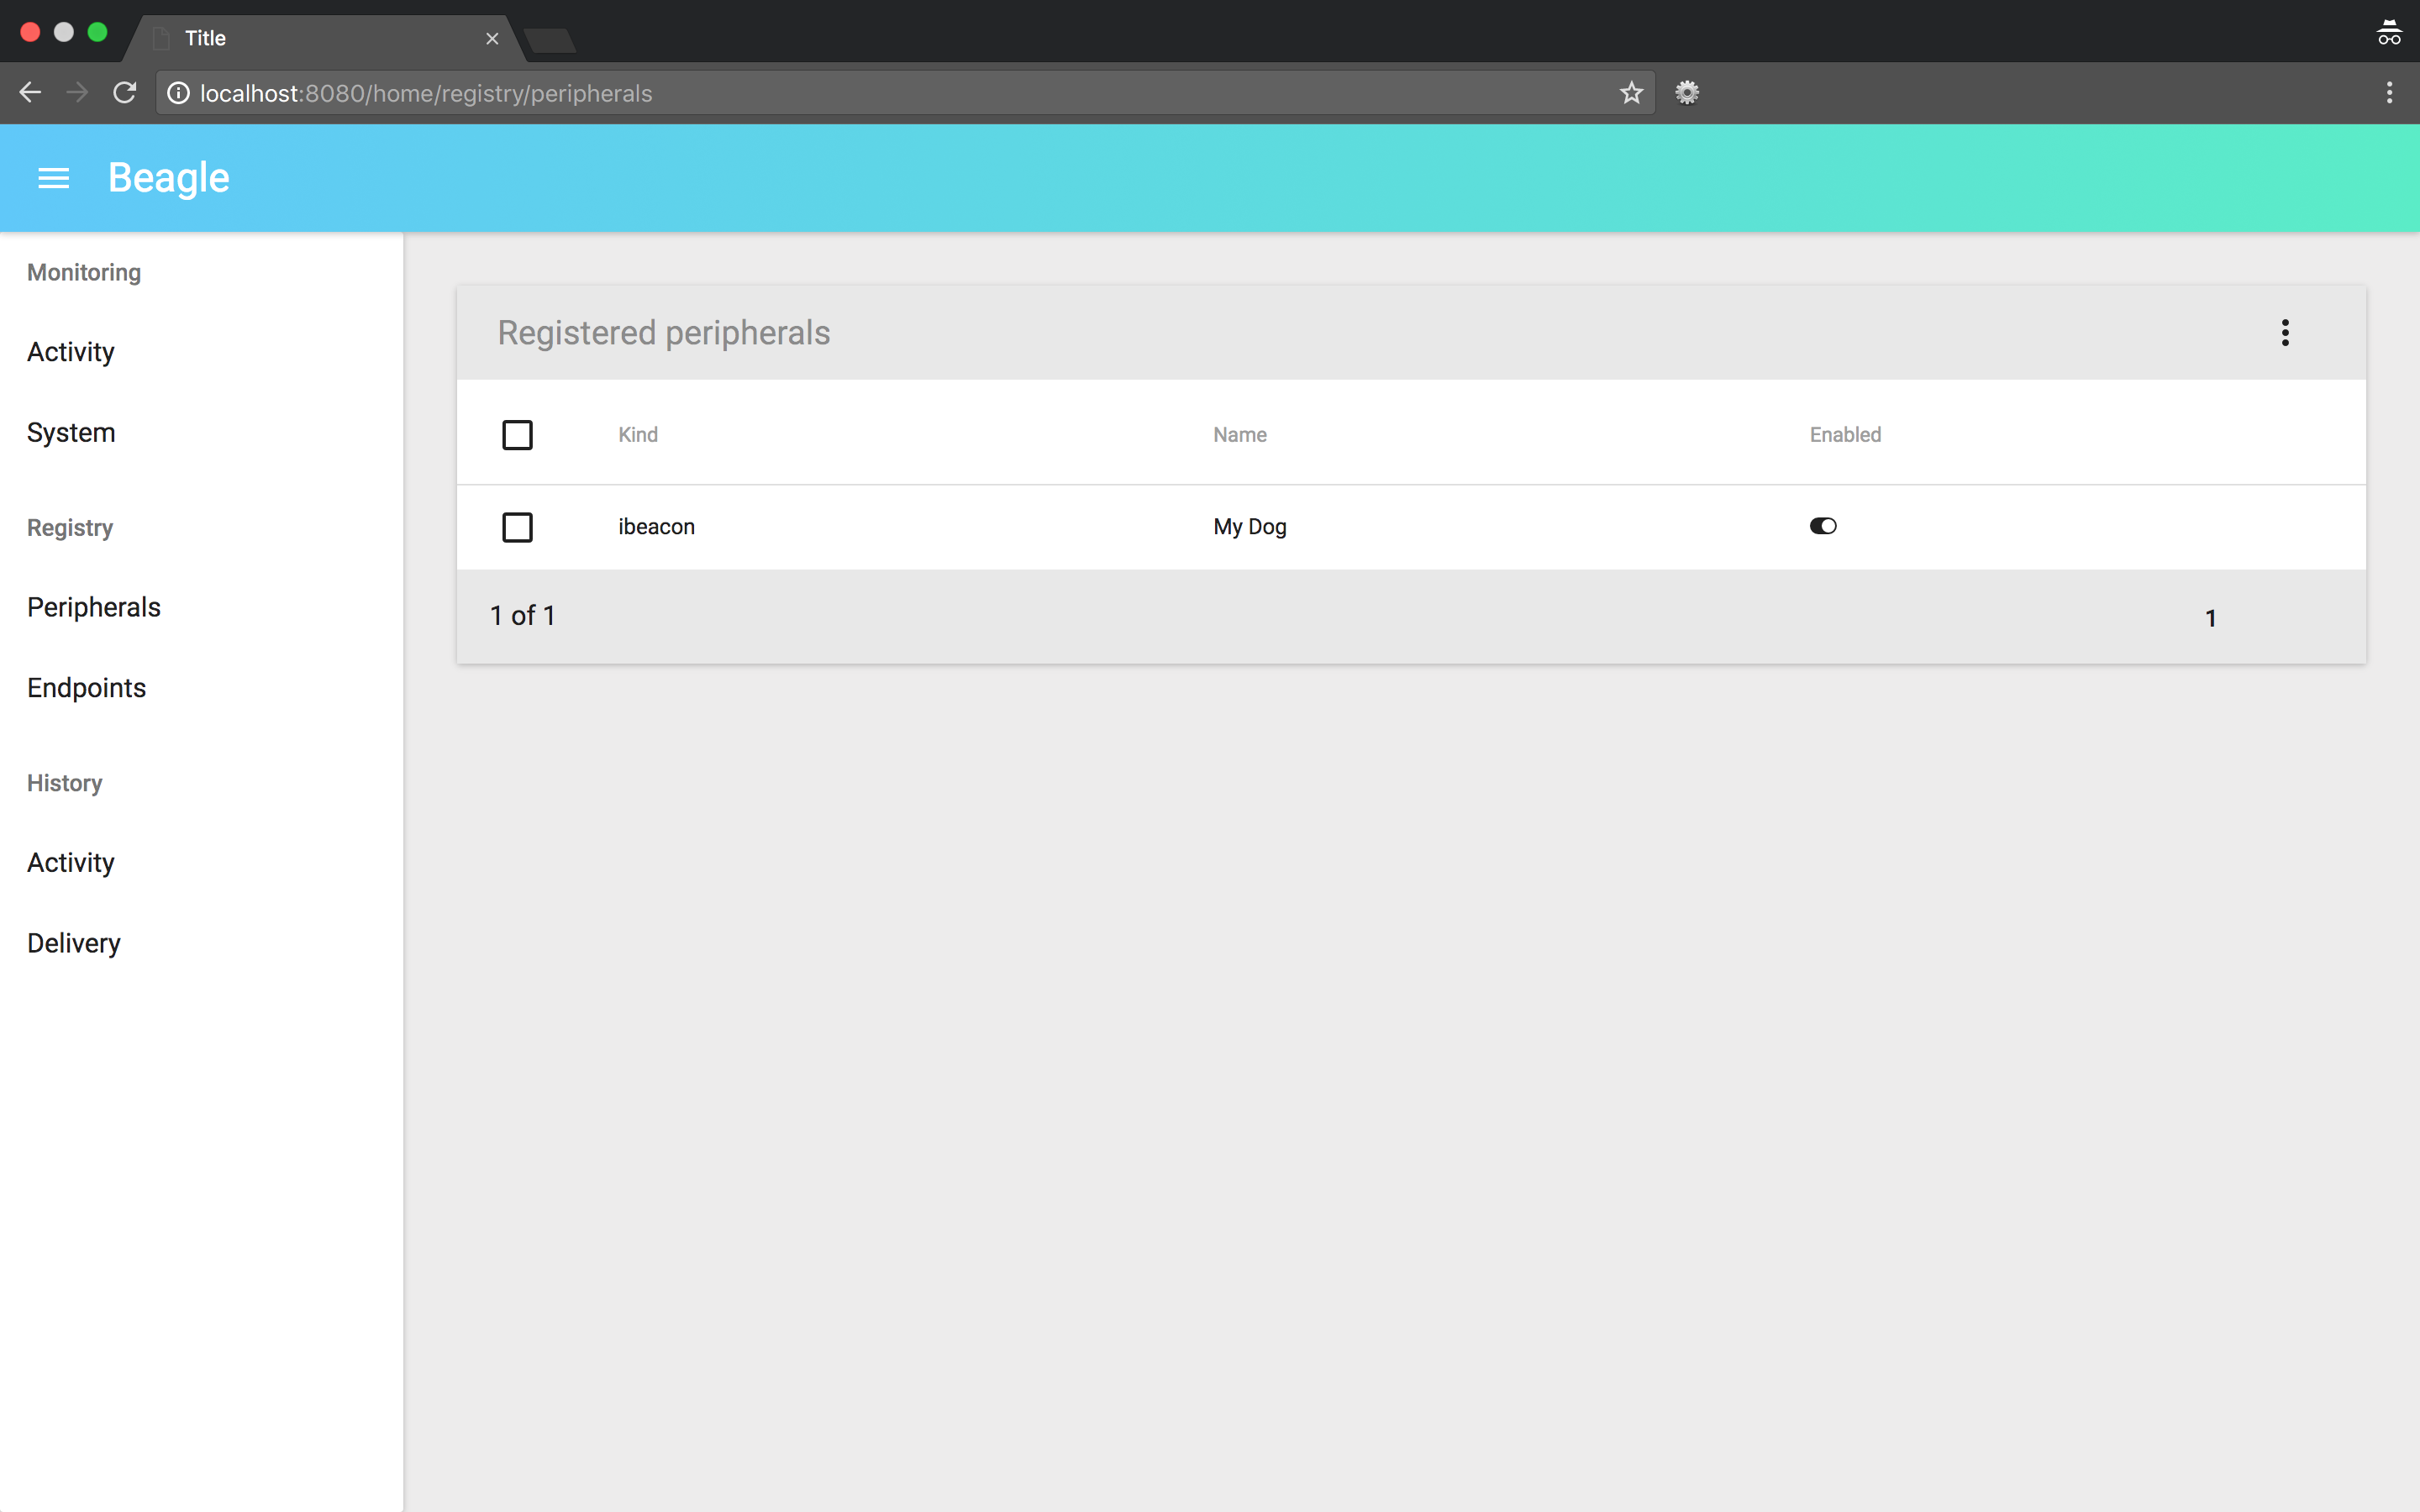 Title
localhost:8080/home/registry/peripherals
Beagle
Monitoring
Activity
System
Registry
Peripherals
Endpoints
History
Activity
Delivery
Registered peripherals
Kind Name Enabled
ibeacon My Dog
1 of 1 1